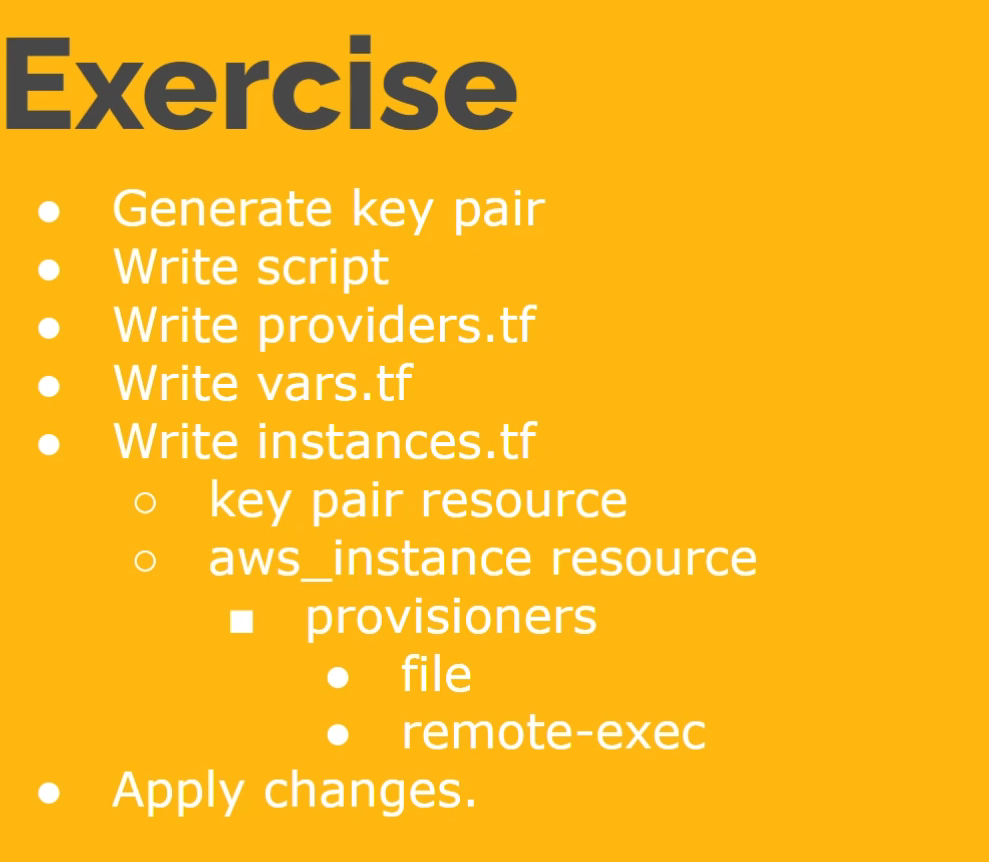 Exercise
● Generate key pair
● Write script
● Write providers.tf
● Write vars.tf
● Write instances.tf
○ key pair resource
○ aws_instance resource
■ provisioners
● file
● remote-exec
● Apply changes.